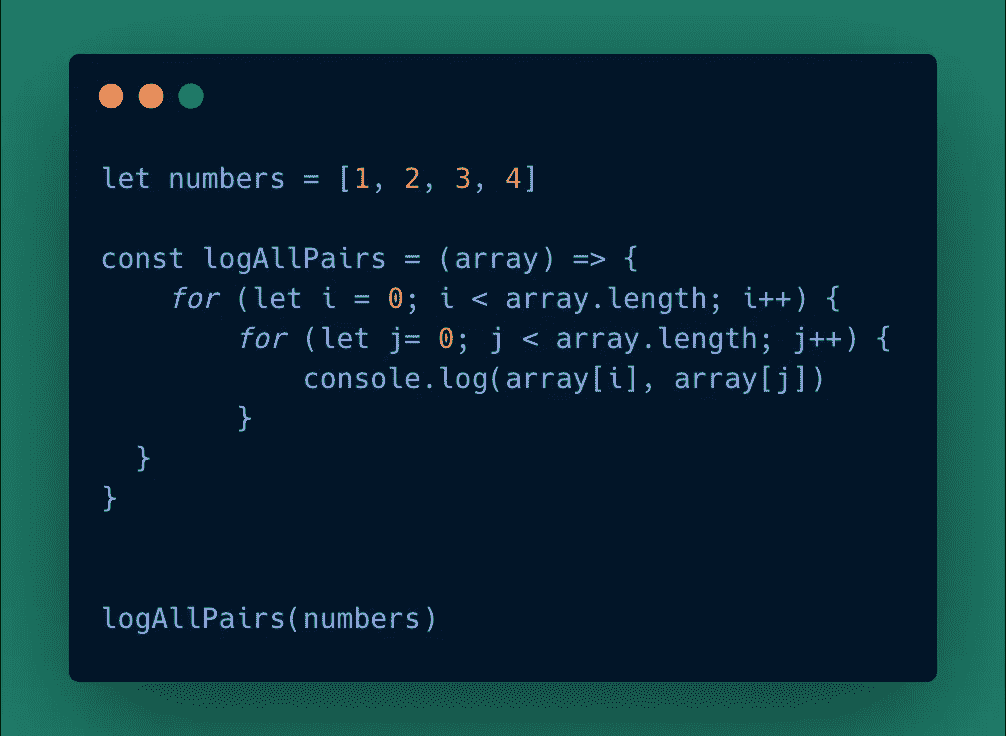 let numbers = [1, 2, 3, 4]
const logAllPairs = (array) => {
for (let i = 0; i < array.length; i++) {
for (let j= 0; j < array.length; j++) {
console.log(array[i], array[j])
}
}
}
logAllPairs(numbers)